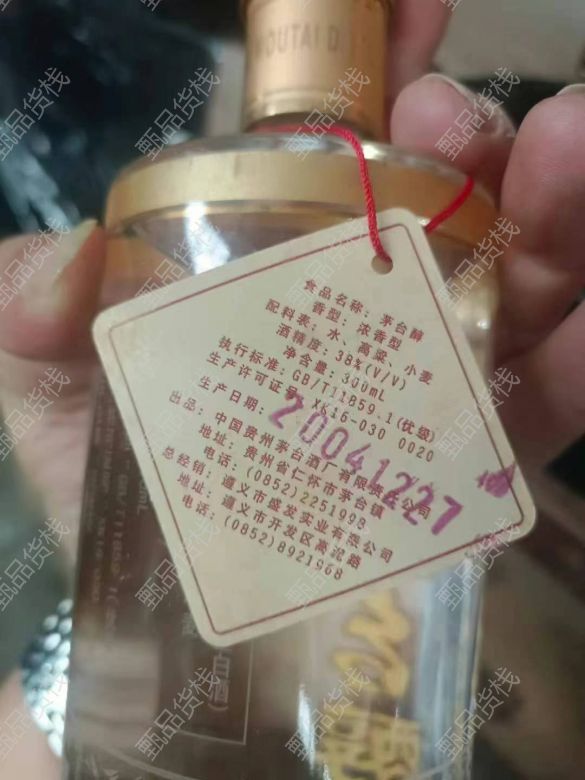 MOUTAI
食品名称：茅台醇
香型：浓香型
配料表：水、高粱、小麦
酒精度：38%(V/V)
净含量：300mL
执行标准：GB/T11859.1(优级)
生产许可证号：XK16-030 0020
生产日期：20041227
出品：中国贵州茅台酒厂有限责任公司
地址：贵州省仁怀市茅台镇
电话：(0852)2251998
总经销：遵义市盛发实业有限公司
地址：遵义市开发区高泥路
电话：(0852)8921968
甄品货栈